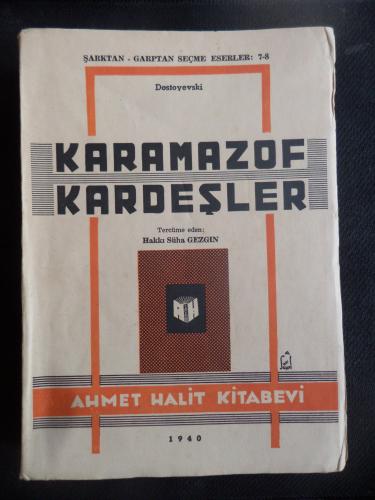 ŞARKTAN - GARPTAN SEÇME ESERLER: 7-8
Dostoyevski
KARAMAZOF
KARDEŞLER
Tercüme eden:
Hakkı Süha GEZGIN
AHMET HALİT KİTABEVİ
1940